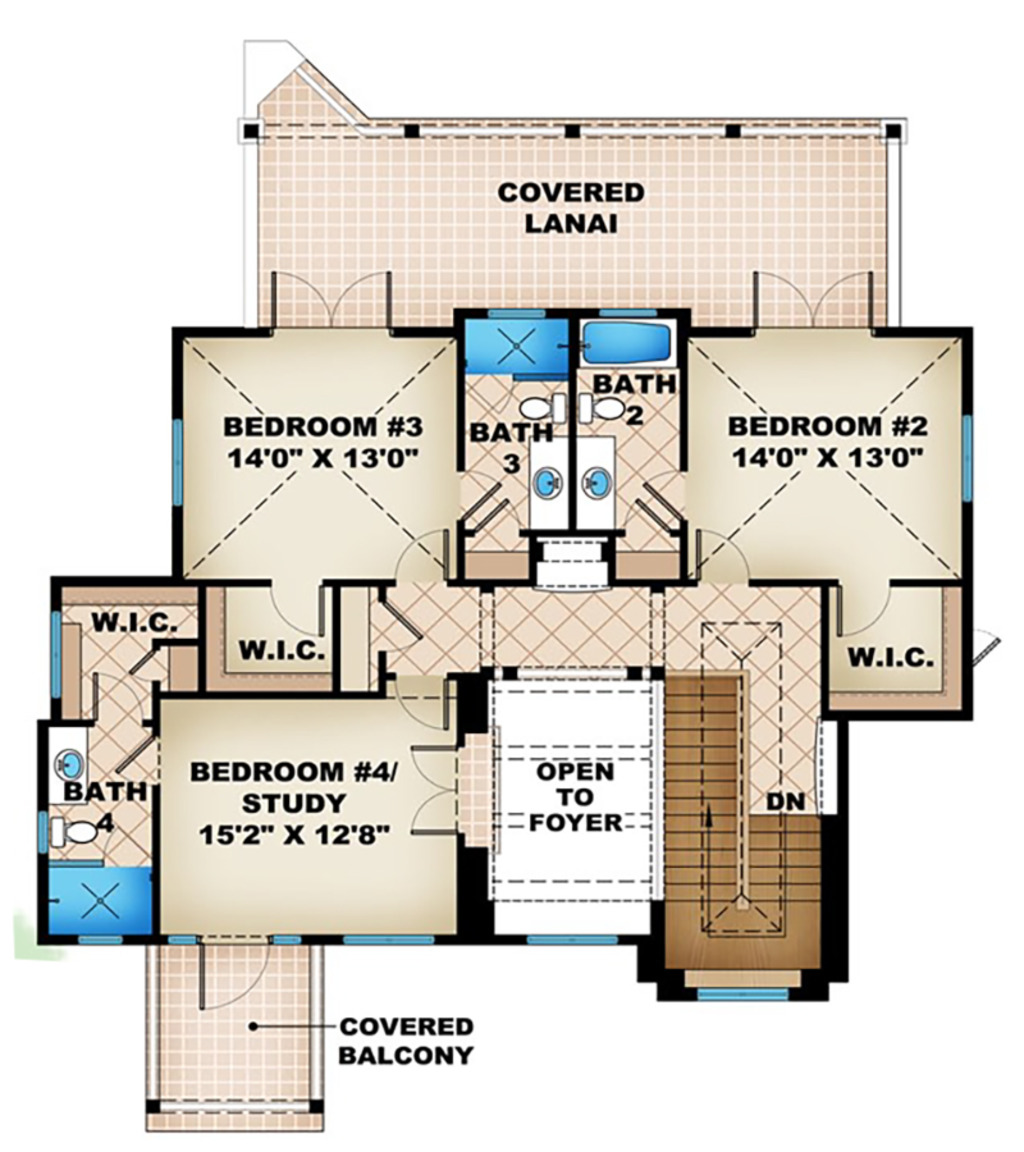 COVERED
LANAI
BEDROOM #3
14'0" X 13'0"
BATH
3
BATH
2
BEDROOM #2
14'0" X 13'0"
W.I.C.
W.I.C.
W.I.C.
BEDROOM #4/
STUDY
15'2" X 12'8"
BATH
4
OPEN
TO
FOYER
DN
COVERED
BALCONY